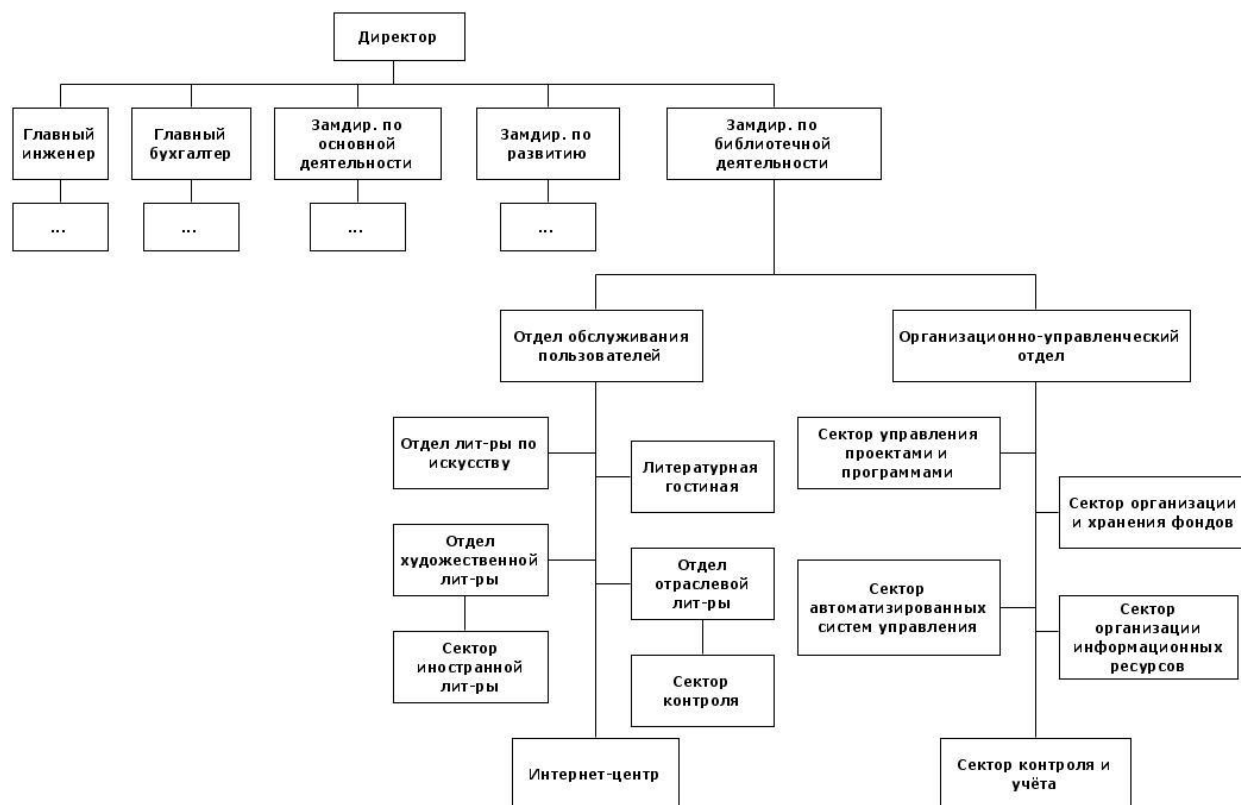 Директор
Главный
инженер
Главный
бухгалтер
Замдир. по
основной
деятельности
Замдир. по
развитию
Замдир. по
библиотечной
деятельности
...
...
...
...
Отдел обслуживания
пользователей
Организационно-управленческий
отдел
Отдел лит-ры по
искусству
Литературная
гостиная
Отдел
художественной
лит-ры
Отдел
отраслевой
лит-ры
Сектор
иностранной
лит-ры
Сектор
контроля
Интернет-центр
Сектор управления
проектами и
программами
Сектор организации
и хранения фондов
Сектор
автоматизированных
систем управления
Сектор
организации
информационных
ресурсов
Сектор контроля и
учёта